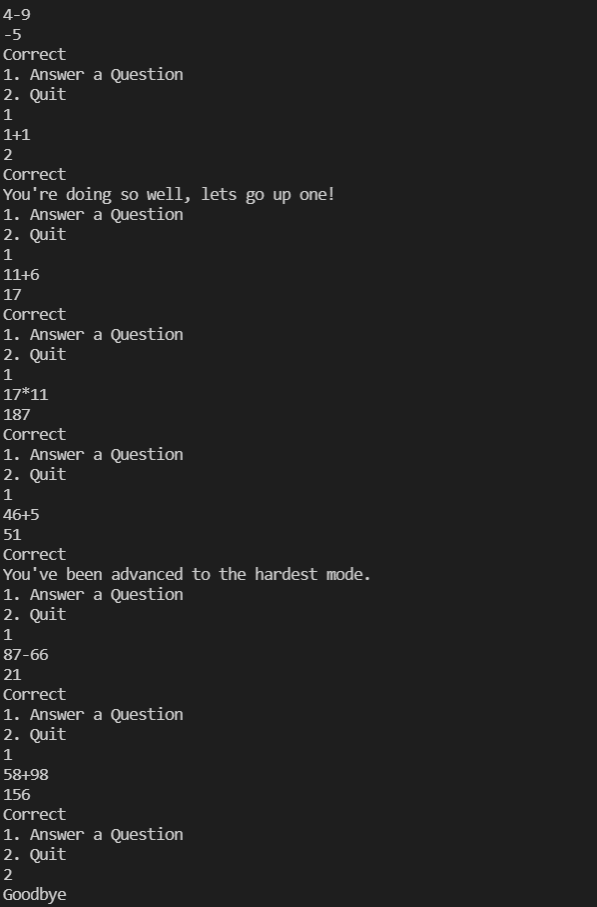 4-9
-5
Correct
1. Answer a Question
2. Quit
1
1+1
2
Correct
You're doing so well, lets go up one!
1. Answer a Question
2. Quit
1
11+6
17
Correct
1. Answer a Question
2. Quit
1
17*11
187
Correct
1. Answer a Question
2. Quit
1
46+5
51
Correct
You've been advanced to the hardest mode.
1. Answer a Question
2. Quit
1
87-66
21
Correct
1. Answer a Question
2. Quit
1
58+98
156
Correct
1. Answer a Question
2. Quit
2
Goodbye